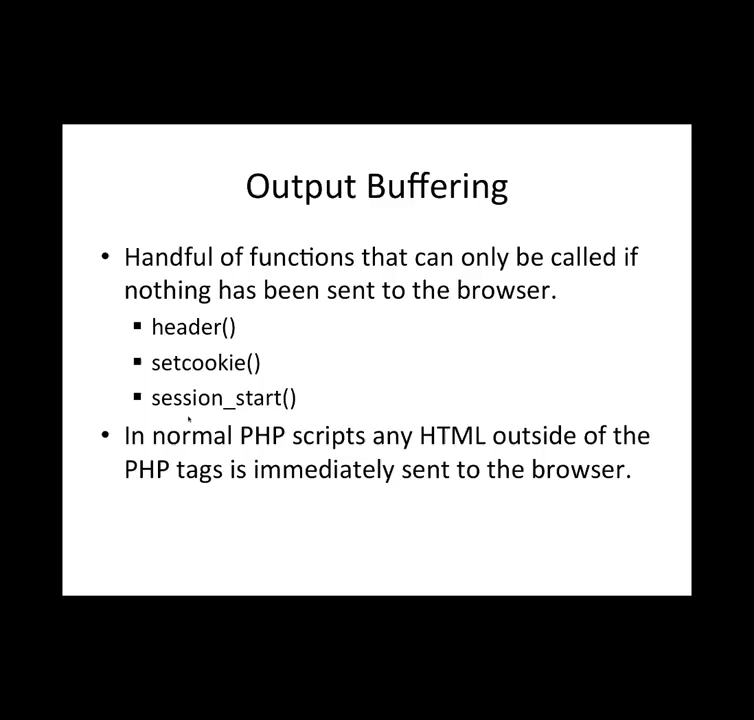 Output Buffering
• Handful of functions that can only be called if
nothing has been sent to the browser.
▪ header()
▪ setcookie()
▪ session_start()
• In normal PHP scripts any HTML outside of the
PHP tags is immediately sent to the browser.